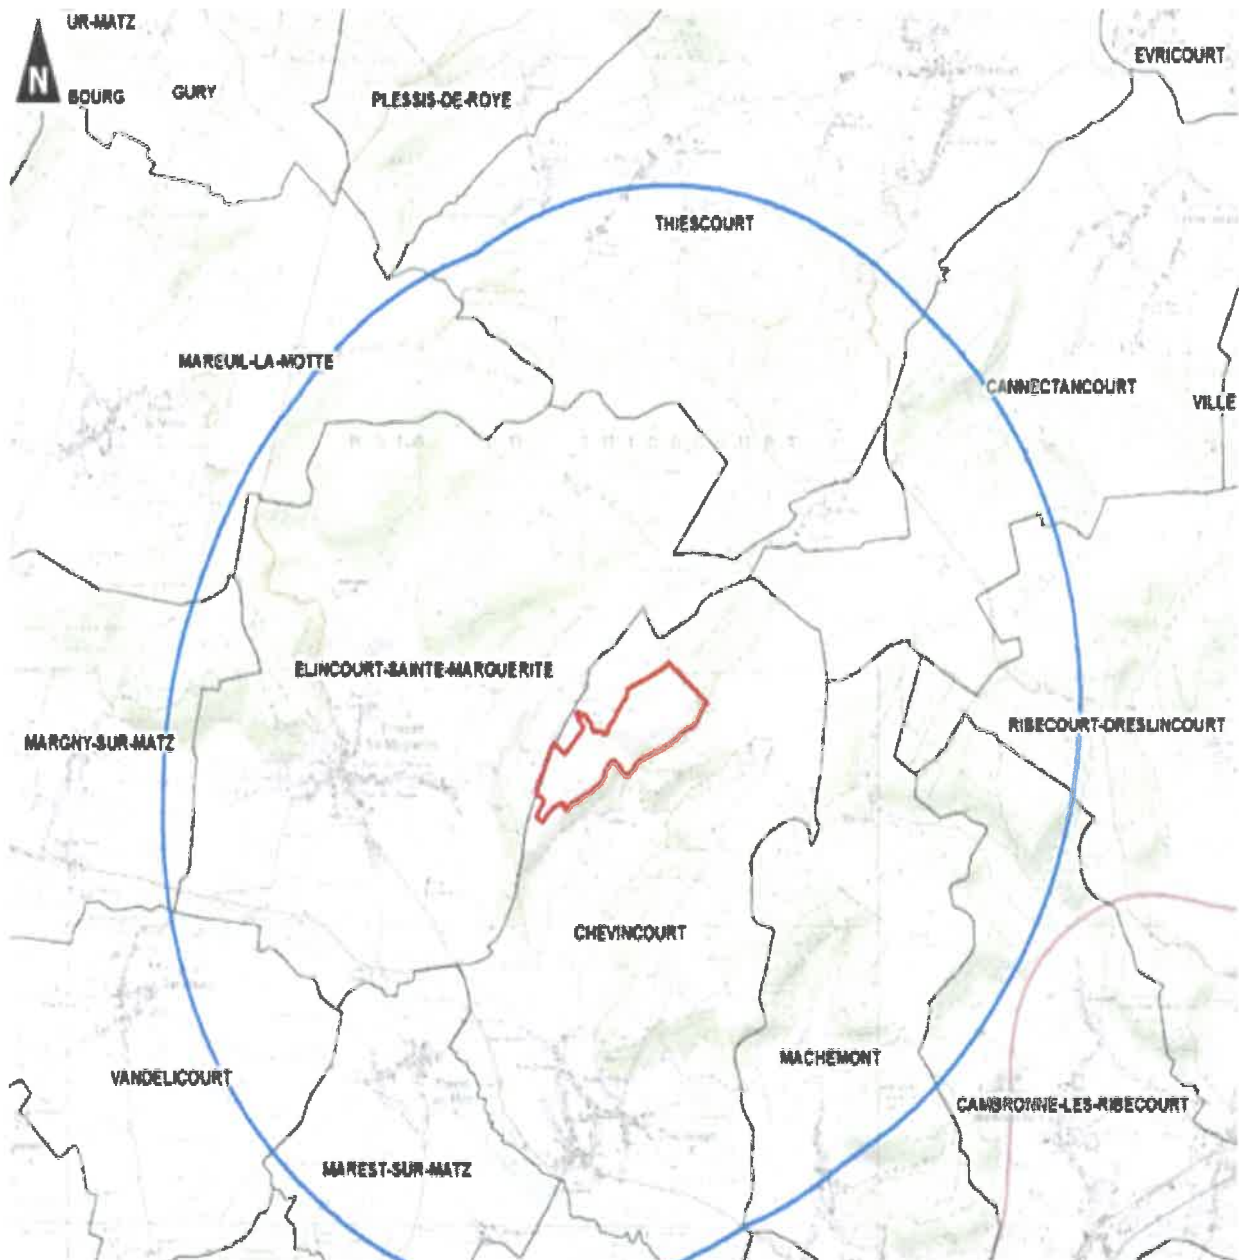 UR-MATZ
N
BOURG
GURY
PLESSIS-DE-ROYE
EVRICOURT
THIESCOURT
MAREUIL-LA-MOTTE
CANNECTANCOURT
VILLE
ELINCOURT-SAINTE-MARGUERITE
MARGNY-SUR-MATZ
RIBECOURT-DRESLINCOURT
CHEVINCOURT
MACHEMONT
VANDELICOURT
CAMBRONNE-LES-RIBECOURT
MAREST-SUR-MATZ